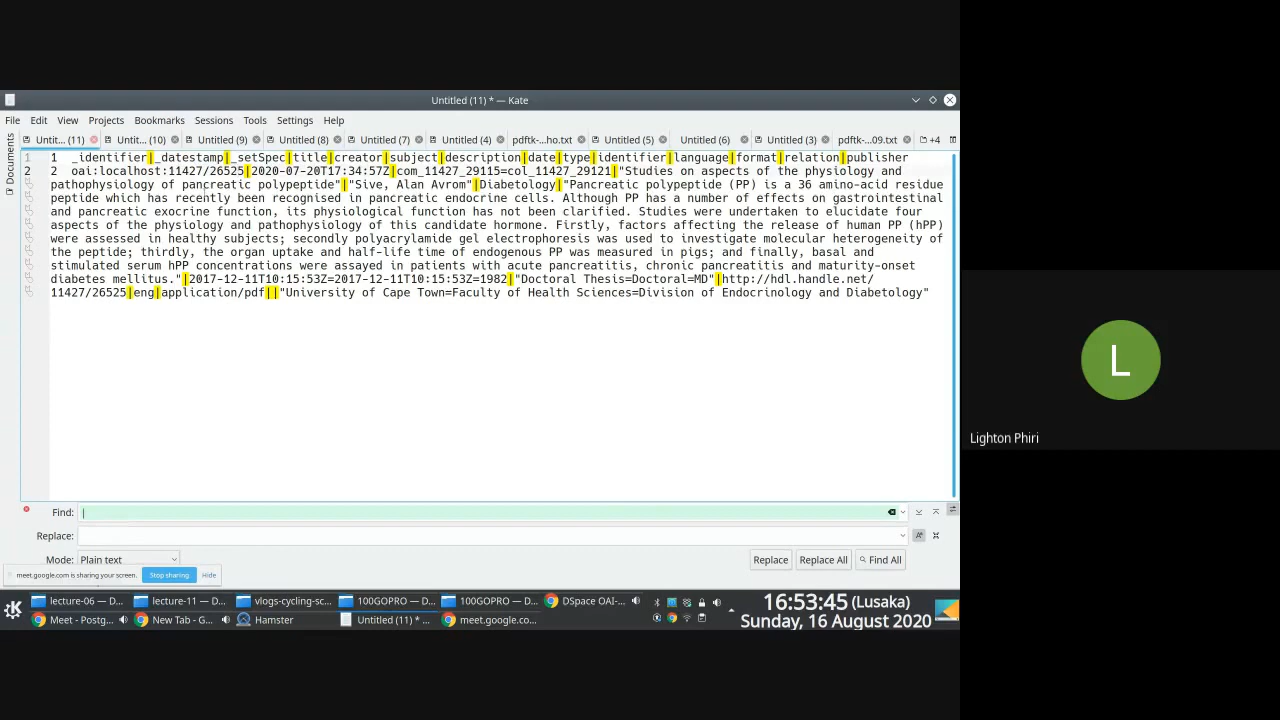 Untitled (11) * — Kate
File Edit View Projects Bookmarks Sessions Tools Settings Help
Documents
Untit... (11) Untit... (10) Untitled (9) Untitled (8) Untitled (7) Untitled (4) pdftk-...ho.txt Untitled (5) Untitled (6) Untitled (3) pdftk-...09.txt +4
1 1 _identifier|_datestamp|_setSpec|title|creator|subject|description|date|type|identifier|language|format|relation|publisher
2 2 oai:localhost:11427/26525|2020-07-20T17:34:57Z|com_11427_29115=col_11427_29121|"Studies on aspects of the physiology and
pathophysiology of pancreatic polypeptide"|"Sive, Alan Avrom"|Diabetology|"Pancreatic polypeptide (PP) is a 36 amino-acid residue
peptide which has recently been recognised in pancreatic endocrine cells. Although PP has a number of effects on gastrointestinal
and pancreatic exocrine function, its physiological function has not been clarified. Studies were undertaken to elucidate four
aspects of the physiology and pathophysiology of this candidate hormone. Firstly, factors affecting the release of human PP (hPP)
were assessed in healthy subjects; secondly polyacrylamide gel electrophoresis was used to investigate molecular heterogeneity of
the peptide; thirdly, the organ uptake and half-life time of endogenous PP was measured in pigs; and finally, basal and
stimulated serum hPP concentrations were assayed in patients with acute pancreatitis, chronic pancreatitis and maturity-onset
diabetes mellitus."|2017-12-11T10:15:53Z=2017-12-11T10:15:53Z=1982|"Doctoral Thesis=Doctoral=MD"|http://hdl.handle.net/
11427/26525|eng|application/pdf||"University of Cape Town=Faculty of Health Sciences=Division of Endocrinology and Diabetology"
Find: |
Replace:
Mode: Plain text Replace Replace All Find All
meet.google.com is sharing your screen. Stop sharing Hide
lecture-06 — D... lecture-11 — D... vlogs-cycling-sc... 100GOPRO — D... 100GOPRO — D... DSpace OAI-...
Meet - Postg... New Tab - G... Hamster Untitled (11) * ... meet.google.co...
16:53:45 (Lusaka)
Sunday, 16 August 2020
L
Lighton Phiri